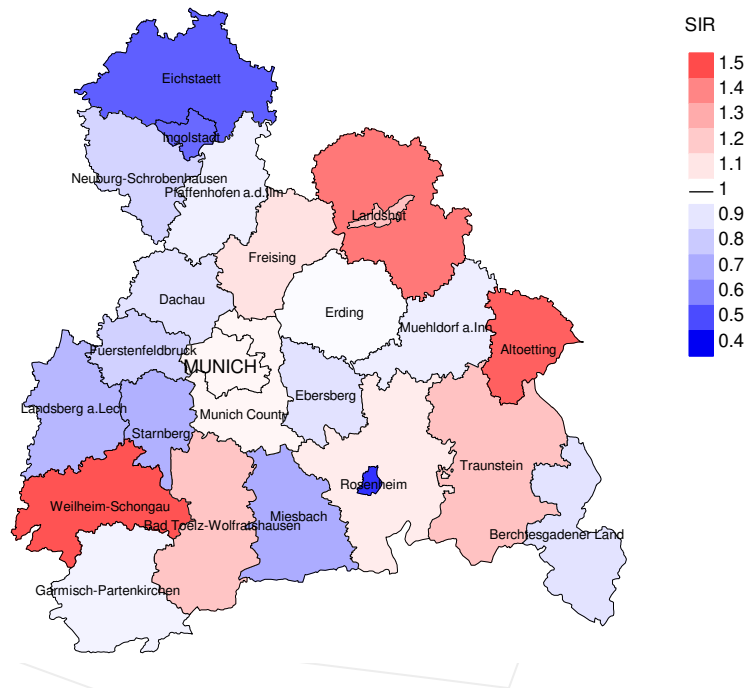 SIR
1.5
1.4
1.3
1.2
1.1
1
0.9
0.8
0.7
0.6
0.5
0.4
Eichstaett
Ingolstadt
Neuburg-Schrobenhausen
Pfaffenhofen a.d.Ilm
Landshut
Freising
Dachau
Erding
Muehldorf a.Inn
Fuerstenfeldbruck
Altoetting
MUNICH
Ebersberg
Landsberg a.Lech
Munich County
Starnberg
Traunstein
Rosenheim
Weilheim-Schongau
Miesbach
Bad Toelz-Wolfratshausen
Berchtesgadener Land
Garmisch-Partenkirchen